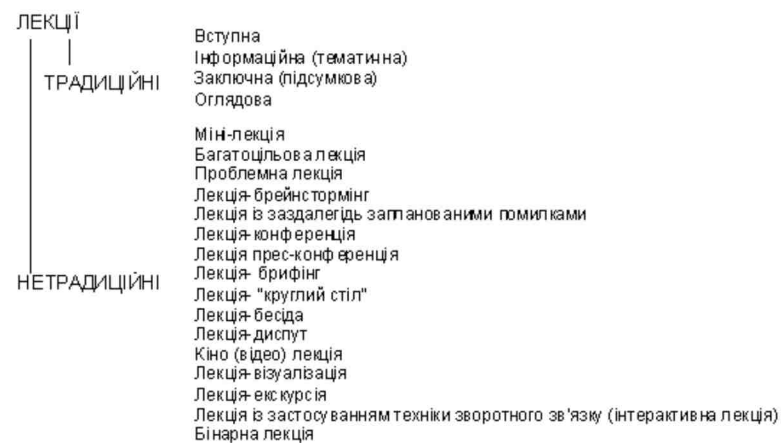 ЛЕКЦІЇ
ТРАДИЦІЙНІ
Вступна
Інформаційна (тематична)
Заключна (підсумкова)
Оглядова
НЕТРАДИЦІЙНІ
Міні-лекція
Багатоцільова лекція
Проблемна лекція
Лекція-брейнстормінг
Лекція із заздалегідь запланованими помилками
Лекція-конференція
Лекція прес-конференція
Лекція- брифінг
Лекція- "круглий стіл"
Лекція-бесіда
Лекція-диспут
Кіно (відео) лекція
Лекція-візуалізація
Лекція-екскурсія
Лекція із застосуванням техніки зворотного зв'язку (інтерактивна лекція)
Бінарна лекція